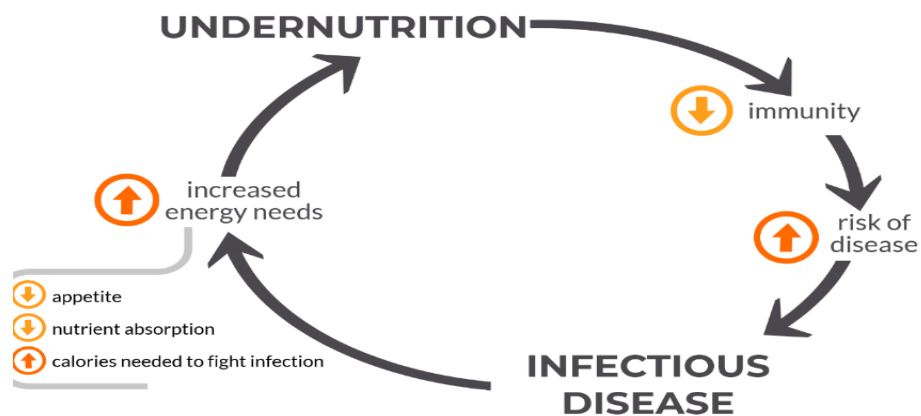 UNDERNUTRITION
immunity
risk of
disease
INFECTIOUS
DISEASE
increased
energy needs
appetite
nutrient absorption
calories needed to fight infection